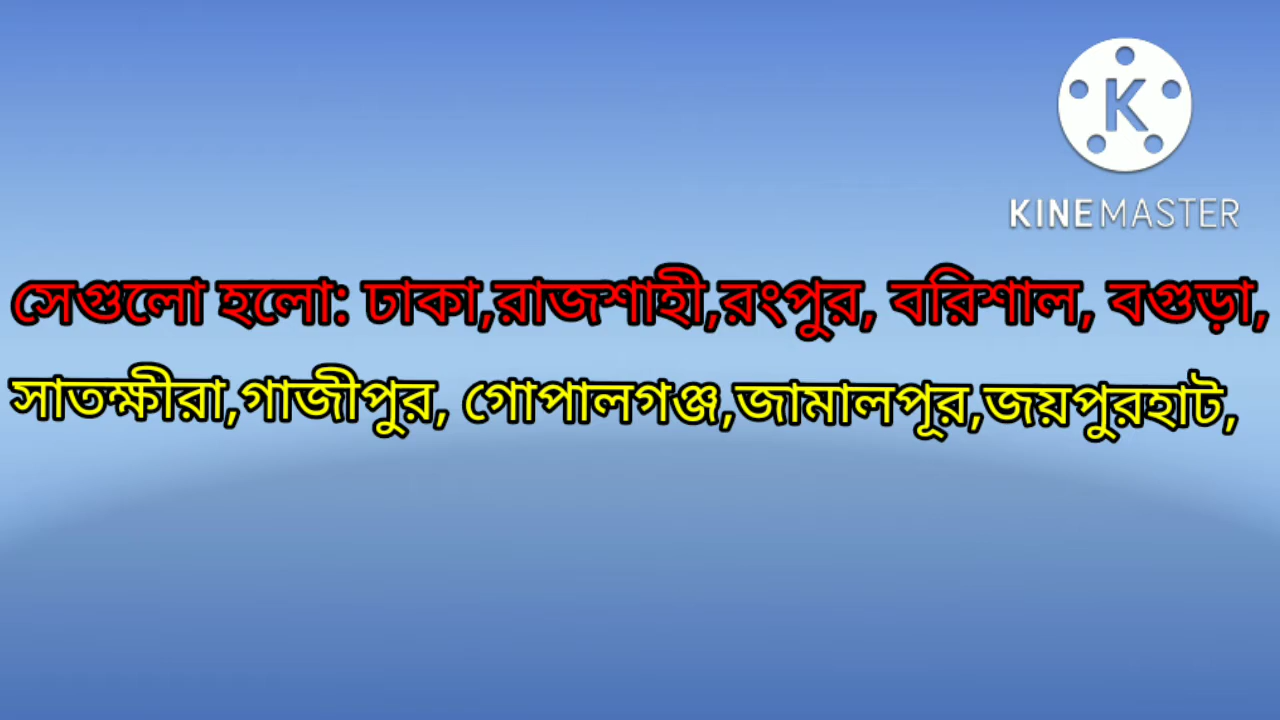 KINEMASTER
সেগুলো হলো: ঢাকা,রাজশাহী,রংপুর, বরিশাল, বগুড়া,
সাতক্ষীরা,গাজীপুর, গোপালগঞ্জ,জামালপূর,জয়পুরহাট,